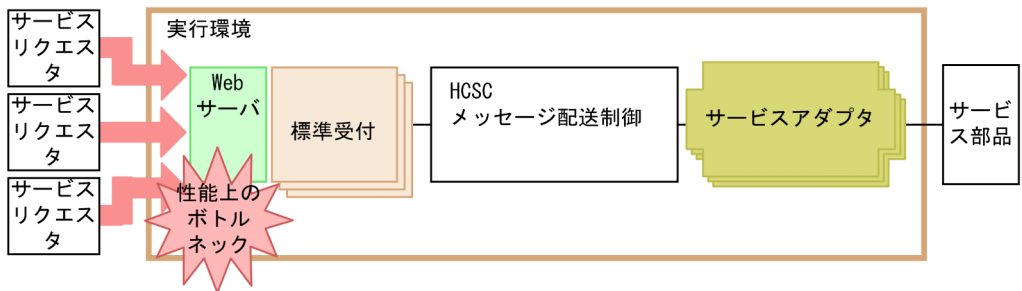 サービス
リクエス
タ
サービス
リクエス
タ
サービス
リクエス
タ
実行環境
Web
サーバ
標準受付
性能上の
ボトル
ネック
HCSC
メッセージ配送制御
サービスアダプタ
サービ
ス部品